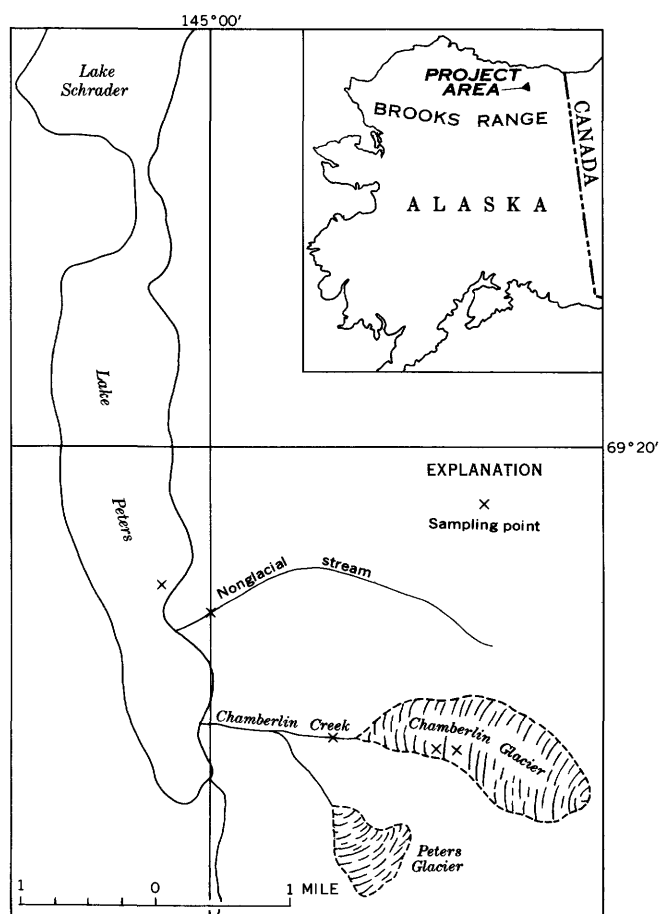 145°00'
Lake
Schrader
PROJECT
AREA
BROOKS RANGE
CANADA
ALASKA
Lake
69°20'
EXPLANATION
×
Sampling point
Peters
Nonglacial stream
Chamberlin Creek
Chamberlin Glacier
Peters
Glacier
1 0 1 MILE